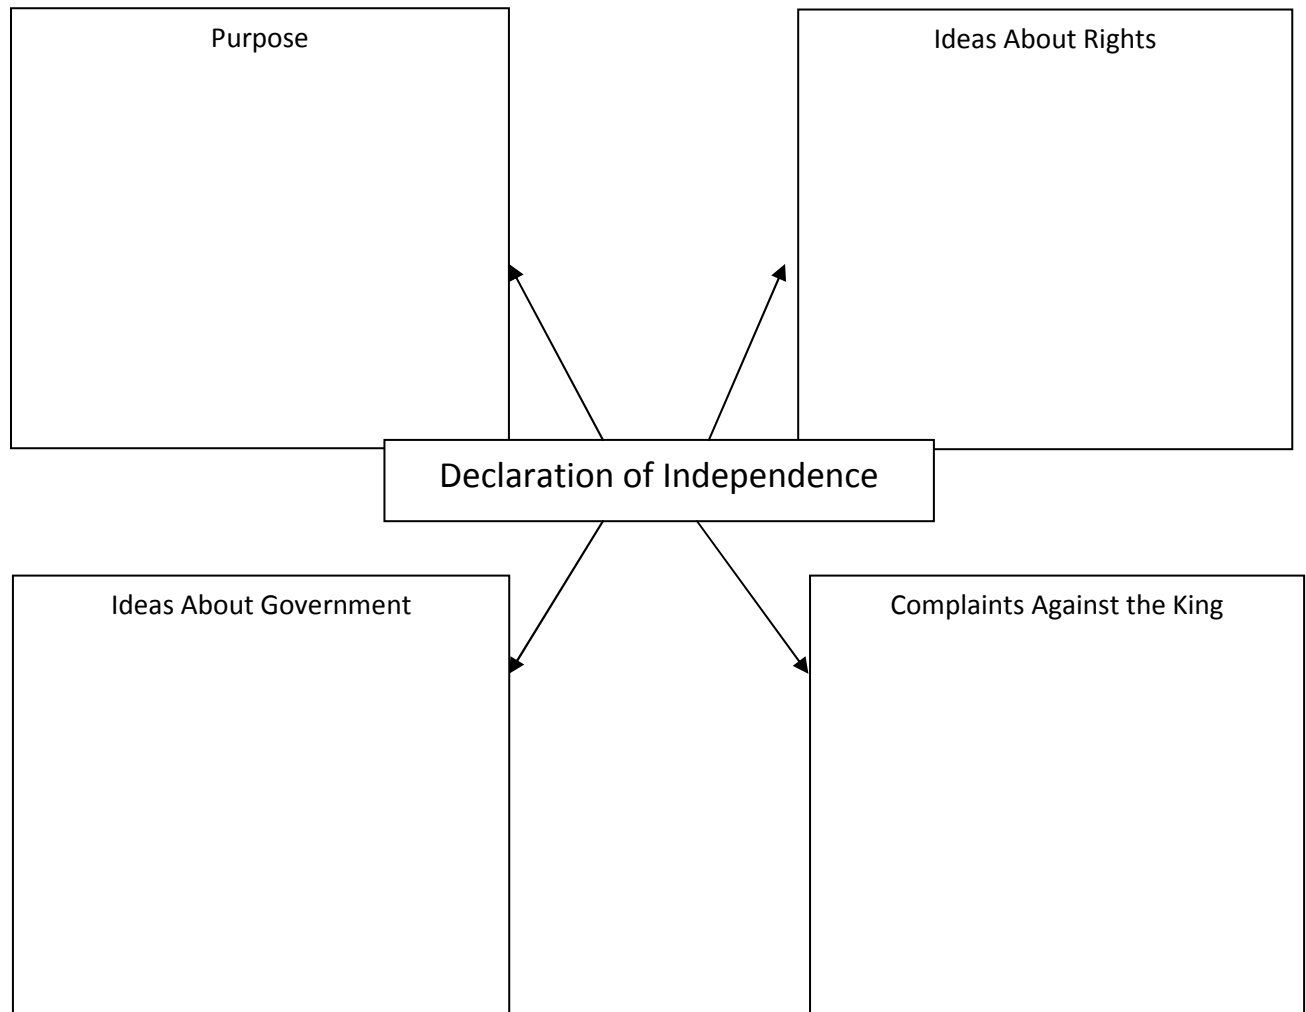 Purpose
Ideas About Rights
Declaration of Independence
Ideas About Government
Complaints Against the King